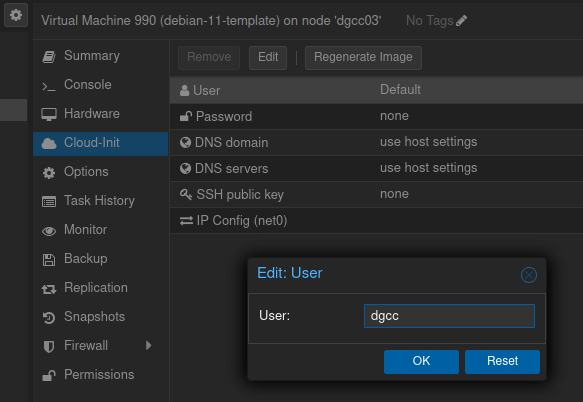 Virtual Machine 990 (debian-11-template) on node 'dgcc03' No Tags
Summary
Console
Hardware
Cloud-Init
Options
Task History
Monitor
Backup
Replication
Snapshots
Firewall
Permissions
Remove Edit Regenerate Image
User Default
Password none
DNS domain use host settings
DNS servers use host settings
SSH public key none
IP Config (net0)
Edit: User
User: dgcc
OK Reset